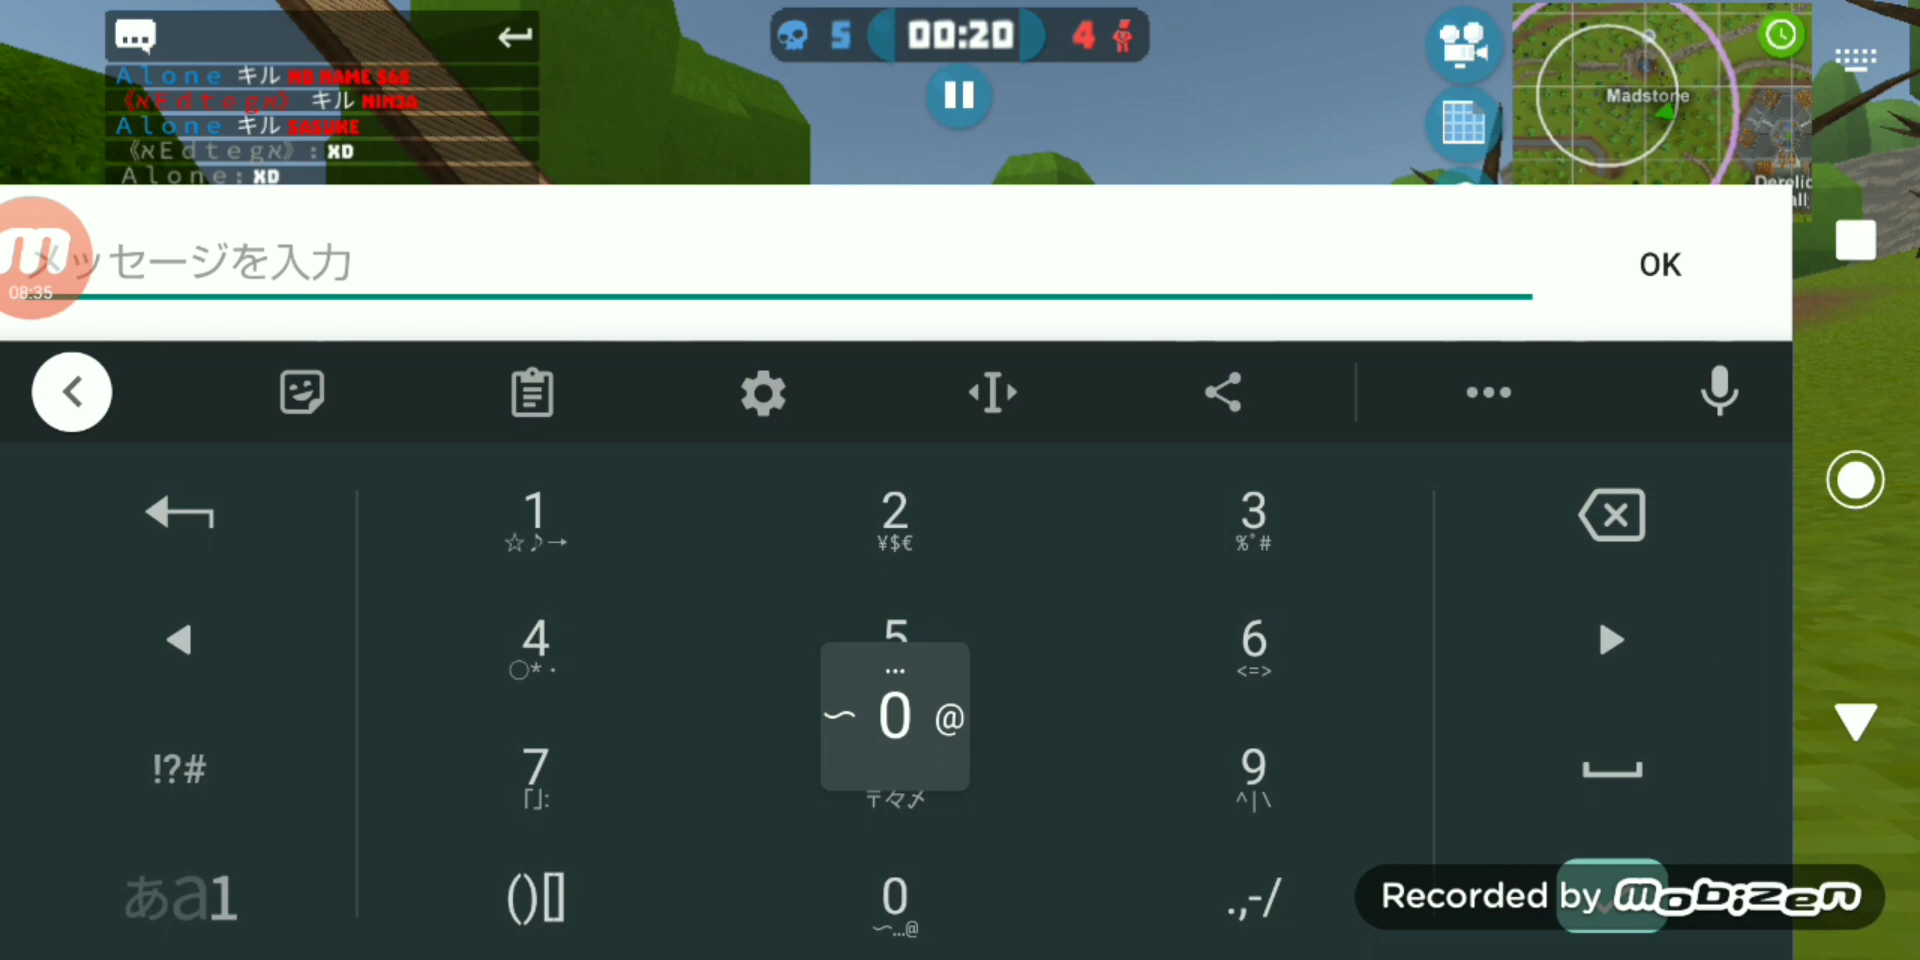 5 00:20 4
Alone キル NO NAME 565
《אEdtegא》 キル NINJA
Alone キル SASUKE
《אEdtegא》: XD
Alone: XD
Madstone
メッセージを入力
OK
08:35
1 2 3
☆♪→ ¥$€ %°#
4 5 6
○*・ <=>
… 
~ 0 @
!?# 7 9
「」: 〒々〆 ^|\
あa1 ()[] 0 .,-/
~…@
Recorded by mobizen